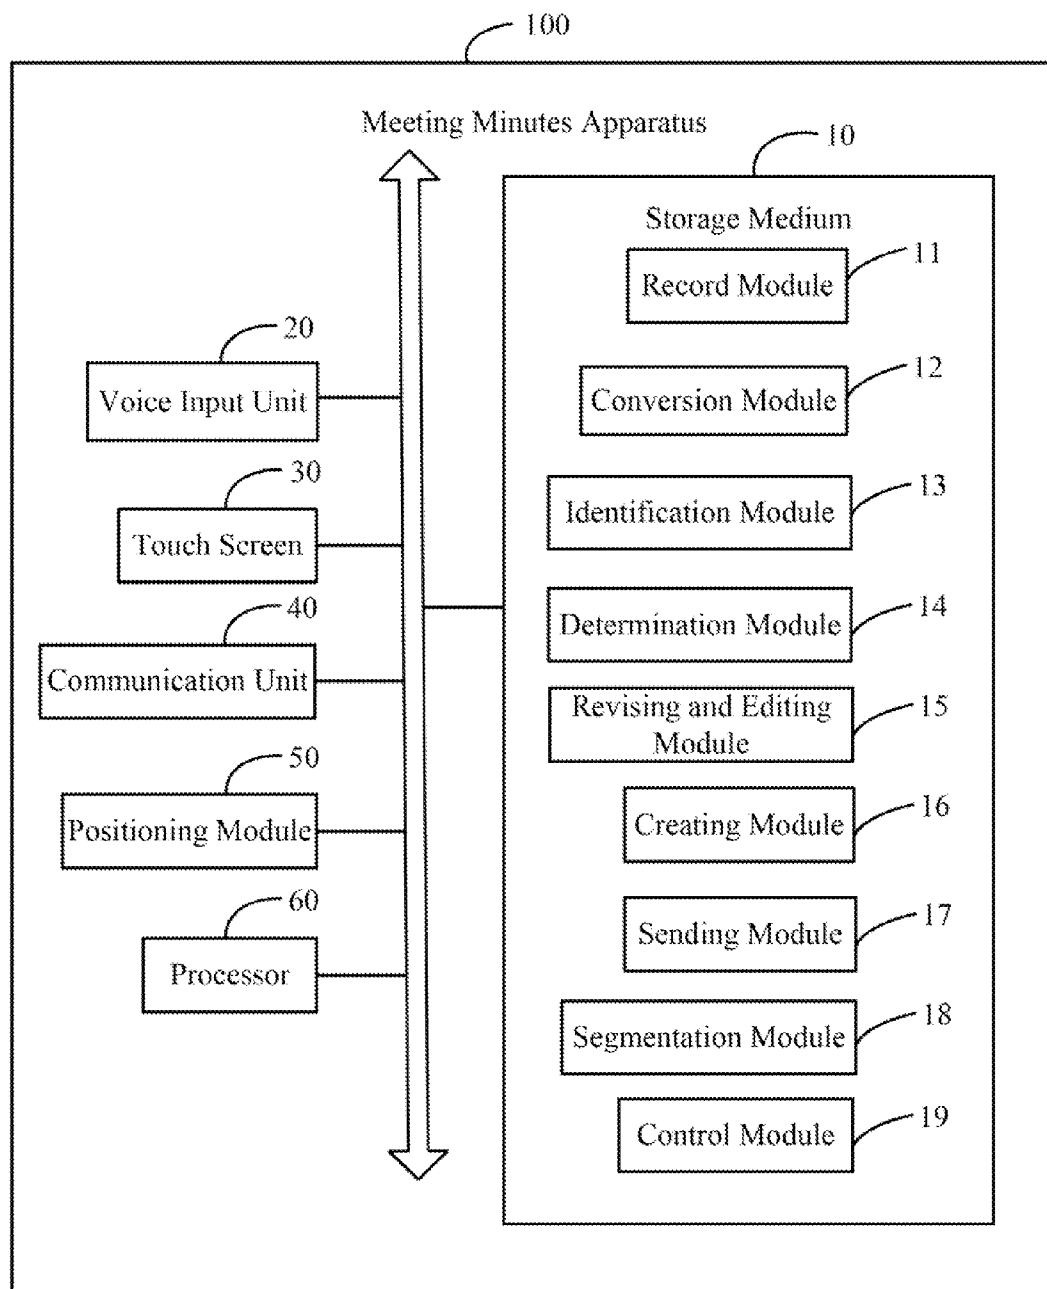 100
Meeting Minutes Apparatus
10
Storage Medium
11
Record Module
20
Voice Input Unit
12
Conversion Module
30
Touch Screen
13
Identification Module
40
Communication Unit
14
Determination Module
15
Revising and Editing
Module
50
Positioning Module
16
Creating Module
60
Processor
17
Sending Module
18
Segmentation Module
19
Control Module